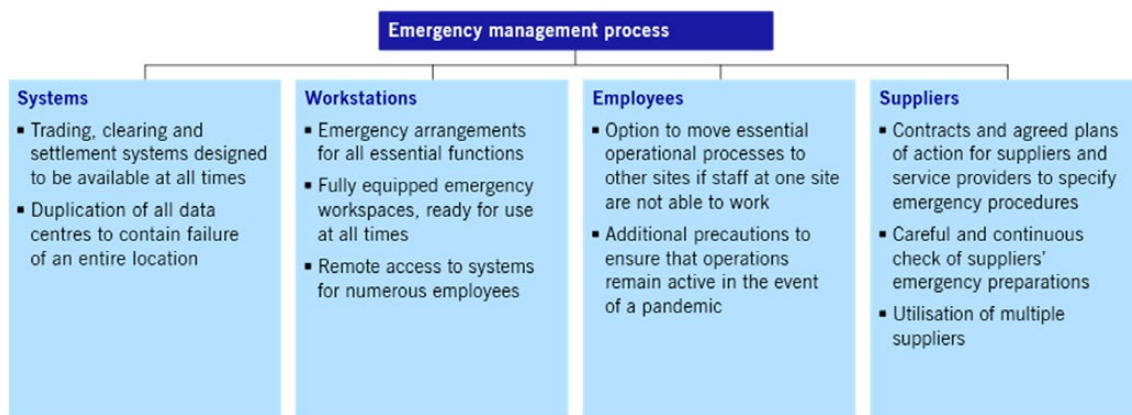 Emergency management process
Systems
▪ Trading, clearing and
settlement systems designed
to be available at all times
▪ Duplication of all data
centres to contain failure
of an entire location
Workstations
▪ Emergency arrangements
for all essential functions
▪ Fully equipped emergency
workspaces, ready for use
at all times
▪ Remote access to systems
for numerous employees
Employees
▪ Option to move essential
operational processes to
other sites if staff at one site
are not able to work
▪ Additional precautions to
ensure that operations
remain active in the event
of a pandemic
Suppliers
▪ Contracts and agreed plans
of action for suppliers and
service providers to specify
emergency procedures
▪ Careful and continuous
check of suppliers’
emergency preparations
▪ Utilisation of multiple
suppliers